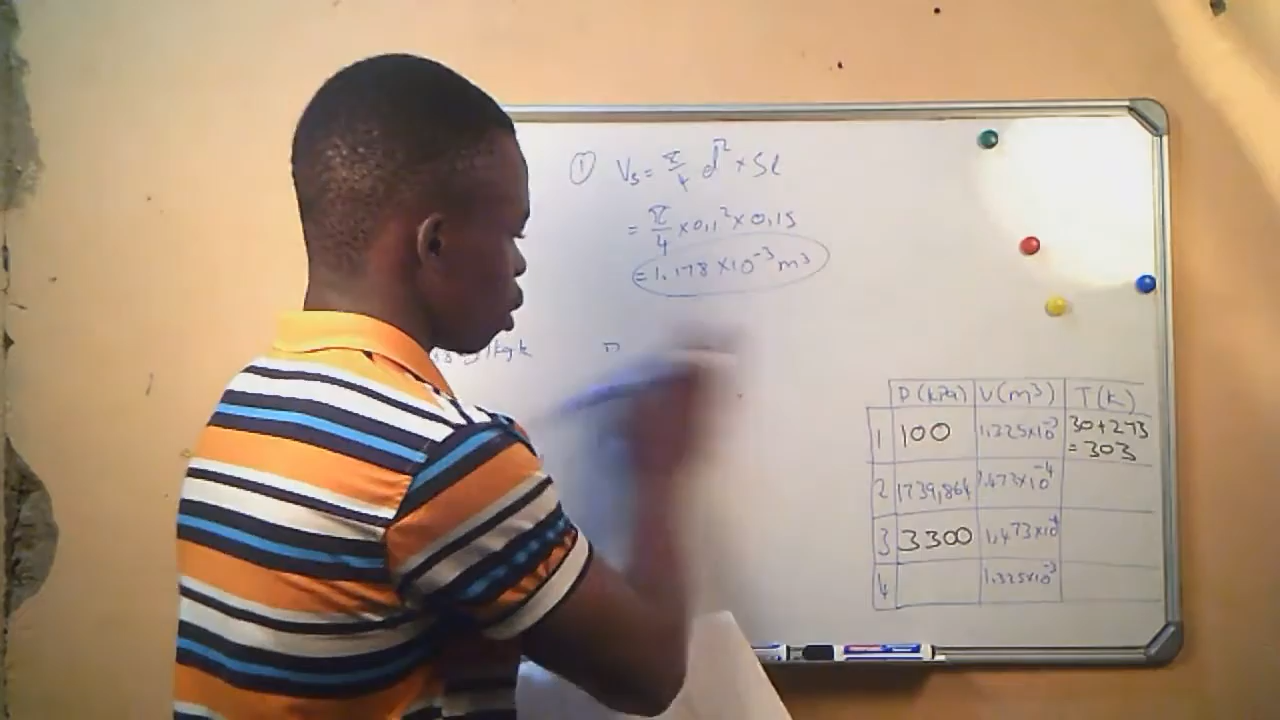 ① Vs = π/4 d² × Sl
= π/4 × 0,1² × 0,15
= 1.178 × 10⁻³ m³
P(kPa) V(m³) T(K)
1 100 1,325×10⁻³ 30+273
= 303
2 1739,864 1,473×10⁻⁴
3 3300 1,473×10⁻⁴
4 1.325×10⁻³